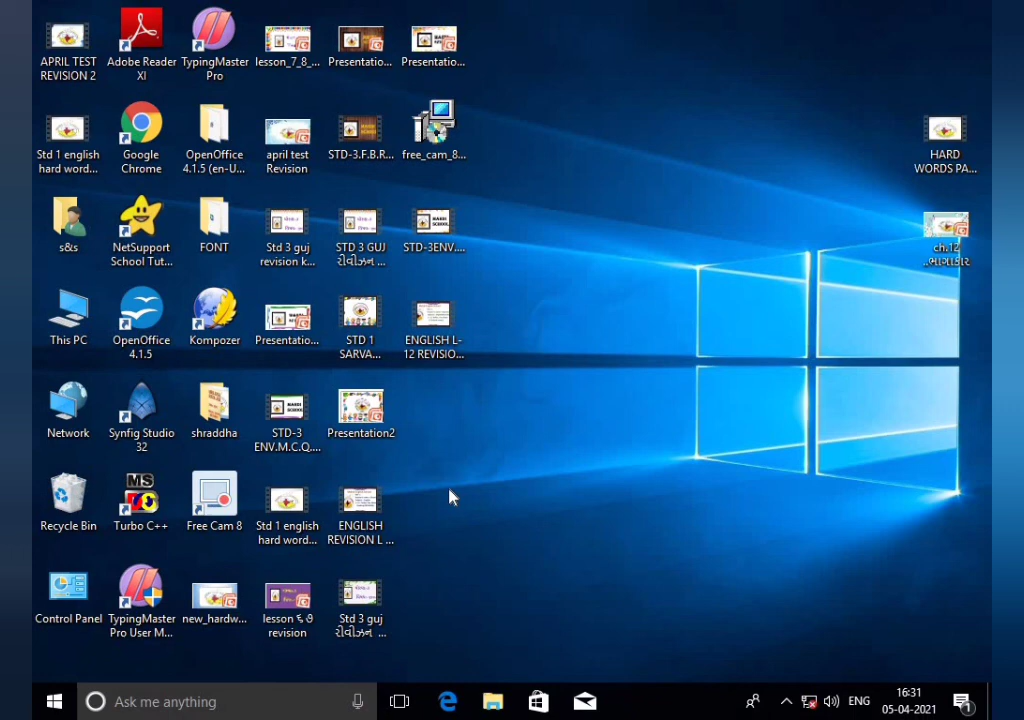 APRIL TEST
REVISION 2
Adobe Reader
XI
TypingMaster
Pro
lesson_7_8_...
Presentatio...
Presentatio...
Std 1 english
hard word...
Google
Chrome
OpenOffice
4.1.5 (en-U...
april test
Revision
STD-3.F.B.R...
free_cam_8...
HARD
WORDS PA...
s&s
NetSupport
School Tut...
FONT
Std 3 guj
revision k...
STD 3 GUJ
રીવીઝન ...
STD-3ENV....
ch.12
..ભાગાકાર
This PC
OpenOffice
4.1.5
Kompozer
Presentatio...
STD 1
SARVA...
ENGLISH L-
12 REVISIO...
Network
Synfig Studio
32
shraddha
STD-3
ENV.M.C.Q....
Presentation2
Recycle Bin
MS
Turbo C++
Free Cam 8
Std 1 english
hard word...
ENGLISH
REVISION L ...
Control Panel
TypingMaster
Pro User M...
new_hardw...
lesson ६ ७
revision
Std 3 guj
રીવીઝન ...
Ask me anything
ENG
16:31
05-04-2021
1